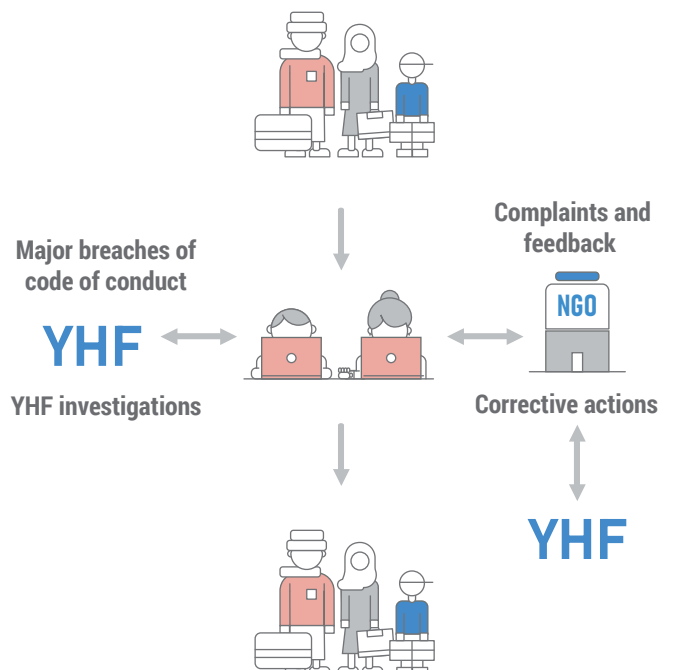 Complaints and
feedback
Major breaches of
code of conduct
NGO
YHF
YHF investigations
Corrective actions
YHF